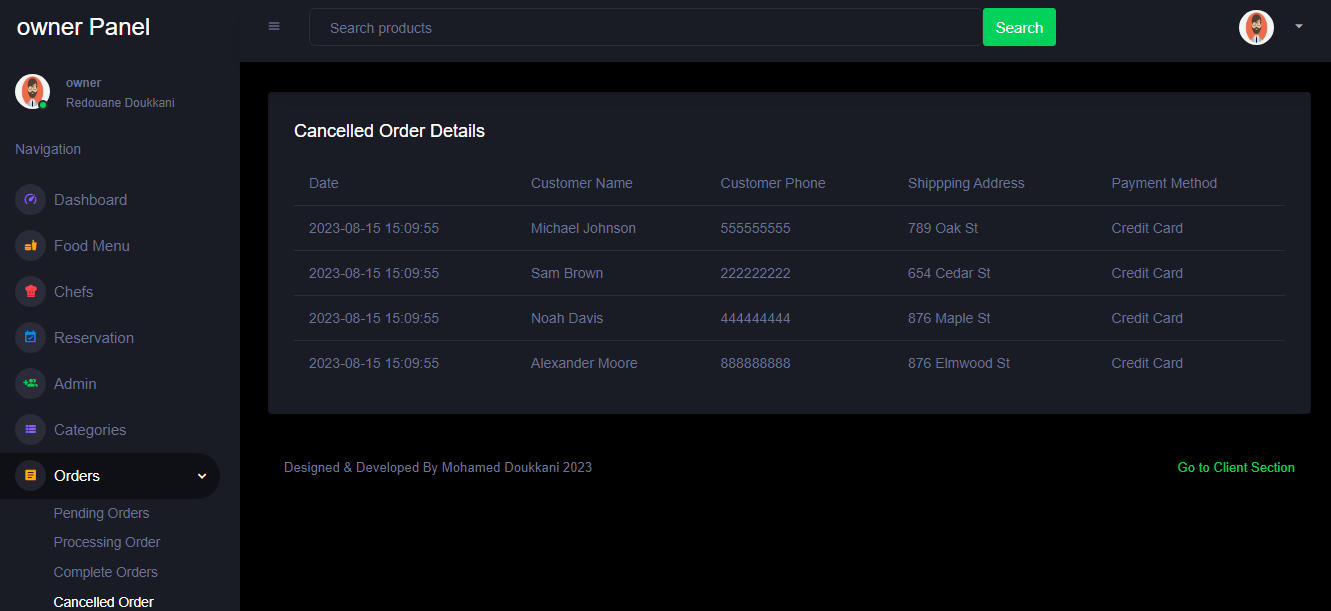 owner Panel
Search products
Search
owner
Redouane Doukkani
Navigation
Dashboard
Food Menu
Chefs
Reservation
Admin
Categories
Orders
Pending Orders
Processing Order
Complete Orders
Cancelled Order
Cancelled Order Details
Date Customer Name Customer Phone Shippping Address Payment Method
2023-08-15 15:09:55 Michael Johnson 555555555 789 Oak St Credit Card
2023-08-15 15:09:55 Sam Brown 222222222 654 Cedar St Credit Card
2023-08-15 15:09:55 Noah Davis 444444444 876 Maple St Credit Card
2023-08-15 15:09:55 Alexander Moore 888888888 876 Elmwood St Credit Card
Designed & Developed By Mohamed Doukkani 2023
Go to Client Section